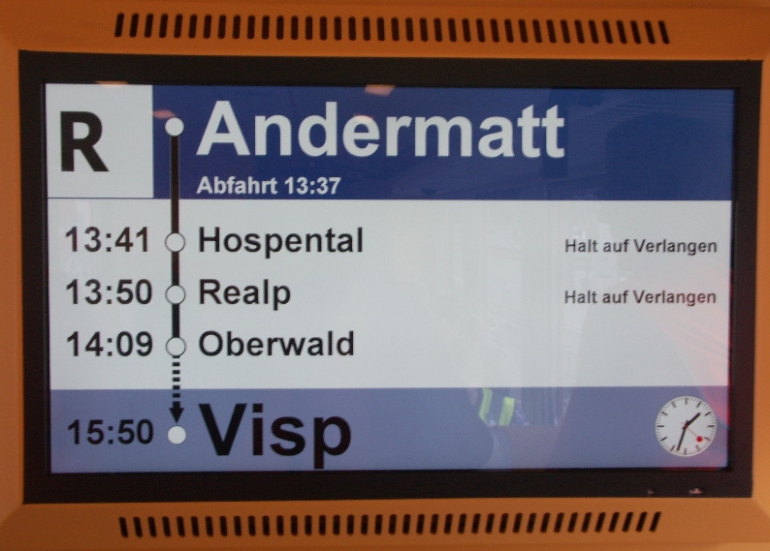 R
Andermatt
Abfahrt 13:37
13:41 Hospental Halt auf Verlangen
13:50 Realp Halt auf Verlangen
14:09 Oberwald
15:50 Visp